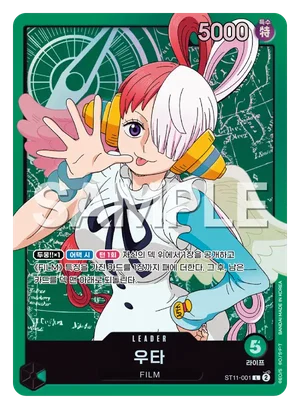 5000
특수
特
SAMPLE
두웅!!×1 어택 시 턴 1회 자신의 덱 위에서 1장을 공개하고
《FILM》 특징을 가진 카드를 1장까지 패에 더한다. 그 후, 남은
카드를 덱 맨 아래로 되돌린다.
LEADER
우타
FILM
5
라이프
ST11-001 L 2